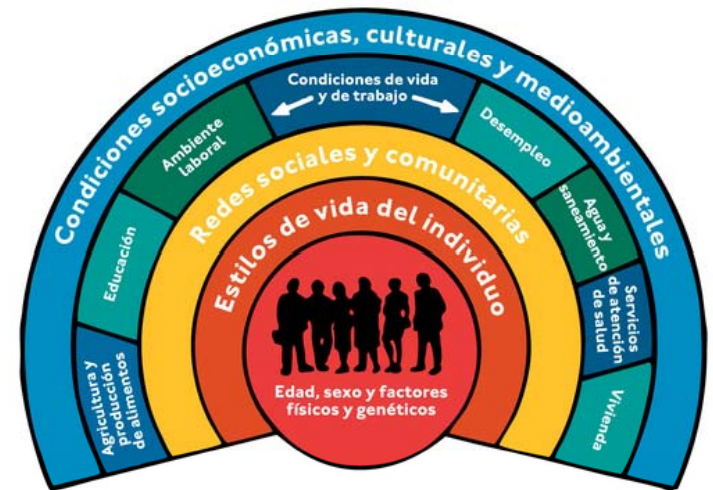 Condiciones socioeconómicas, culturales y medioambientales
Condiciones de vida
y de trabajo
Agricultura y
producción
de alimentos
Educación
Ambiente
laboral
Desempleo
Agua y
saneamiento
Servicios
de atención
de salud
Vivienda
Redes sociales y comunitarias
Estilos de vida del individuo
Edad, sexo y factores
físicos y genéticos